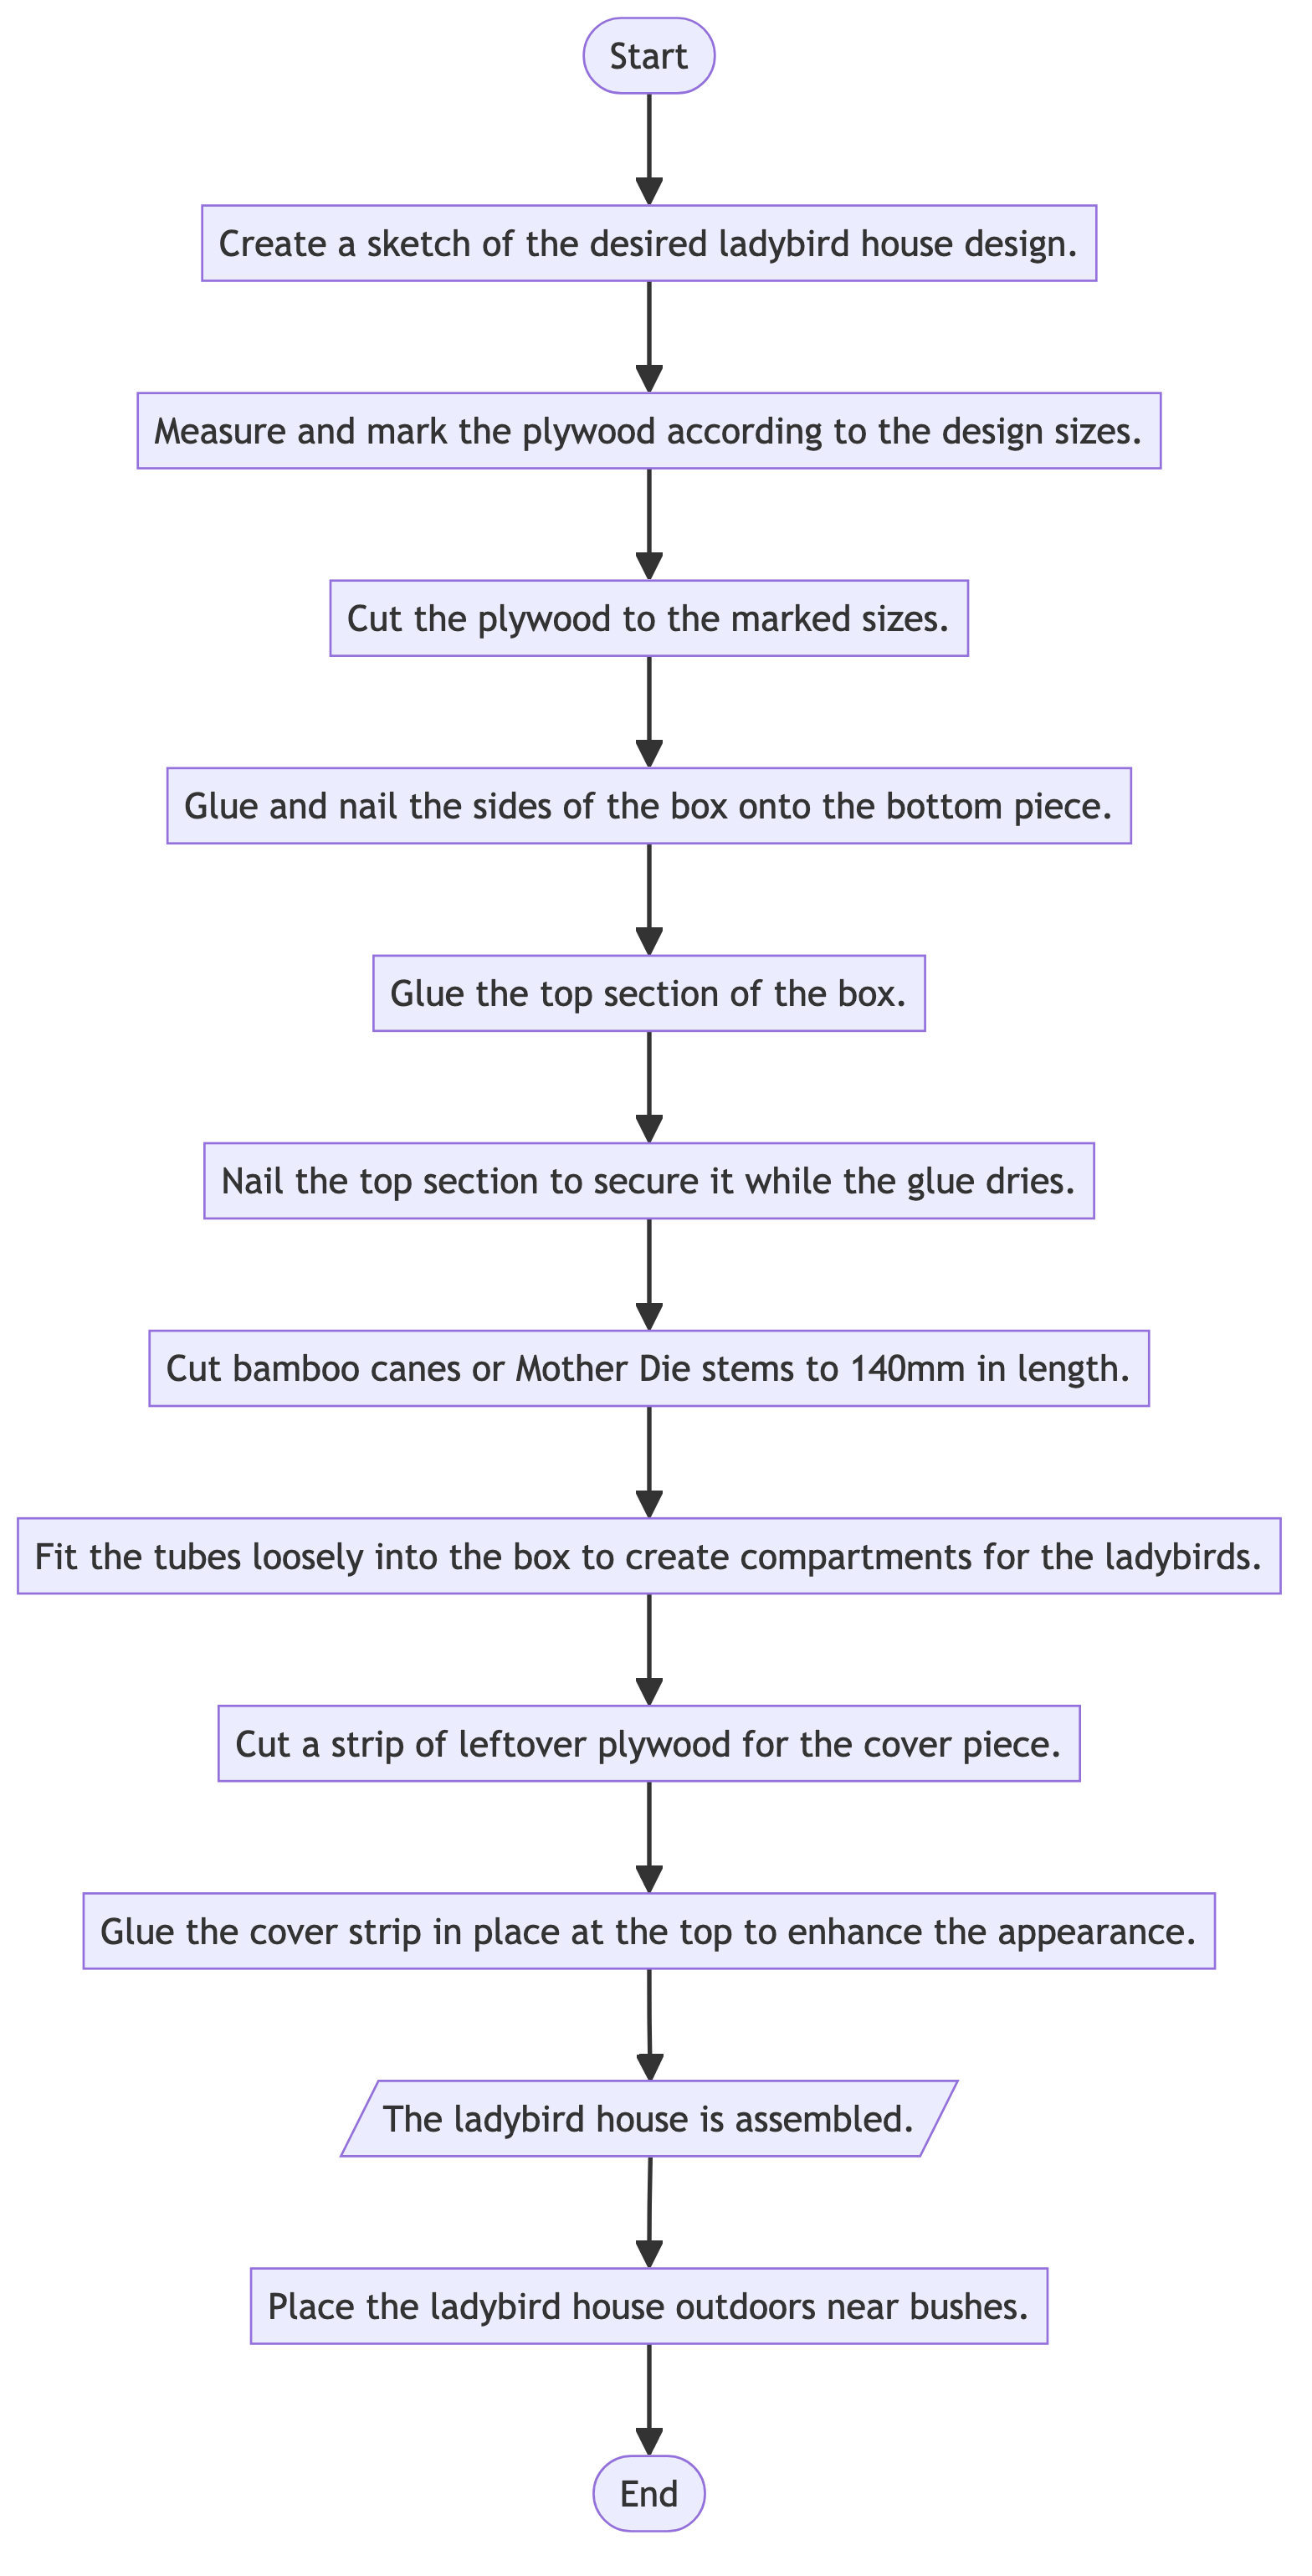 Start
Create a sketch of the desired ladybird house design.
Measure and mark the plywood according to the design sizes.
Cut the plywood to the marked sizes.
Glue and nail the sides of the box onto the bottom piece.
Glue the top section of the box.
Nail the top section to secure it while the glue dries.
Cut bamboo canes or Mother Die stems to 140mm in length.
Fit the tubes loosely into the box to create compartments for the ladybirds.
Cut a strip of leftover plywood for the cover piece.
Glue the cover strip in place at the top to enhance the appearance.
The ladybird house is assembled.
Place the ladybird house outdoors near bushes.
End